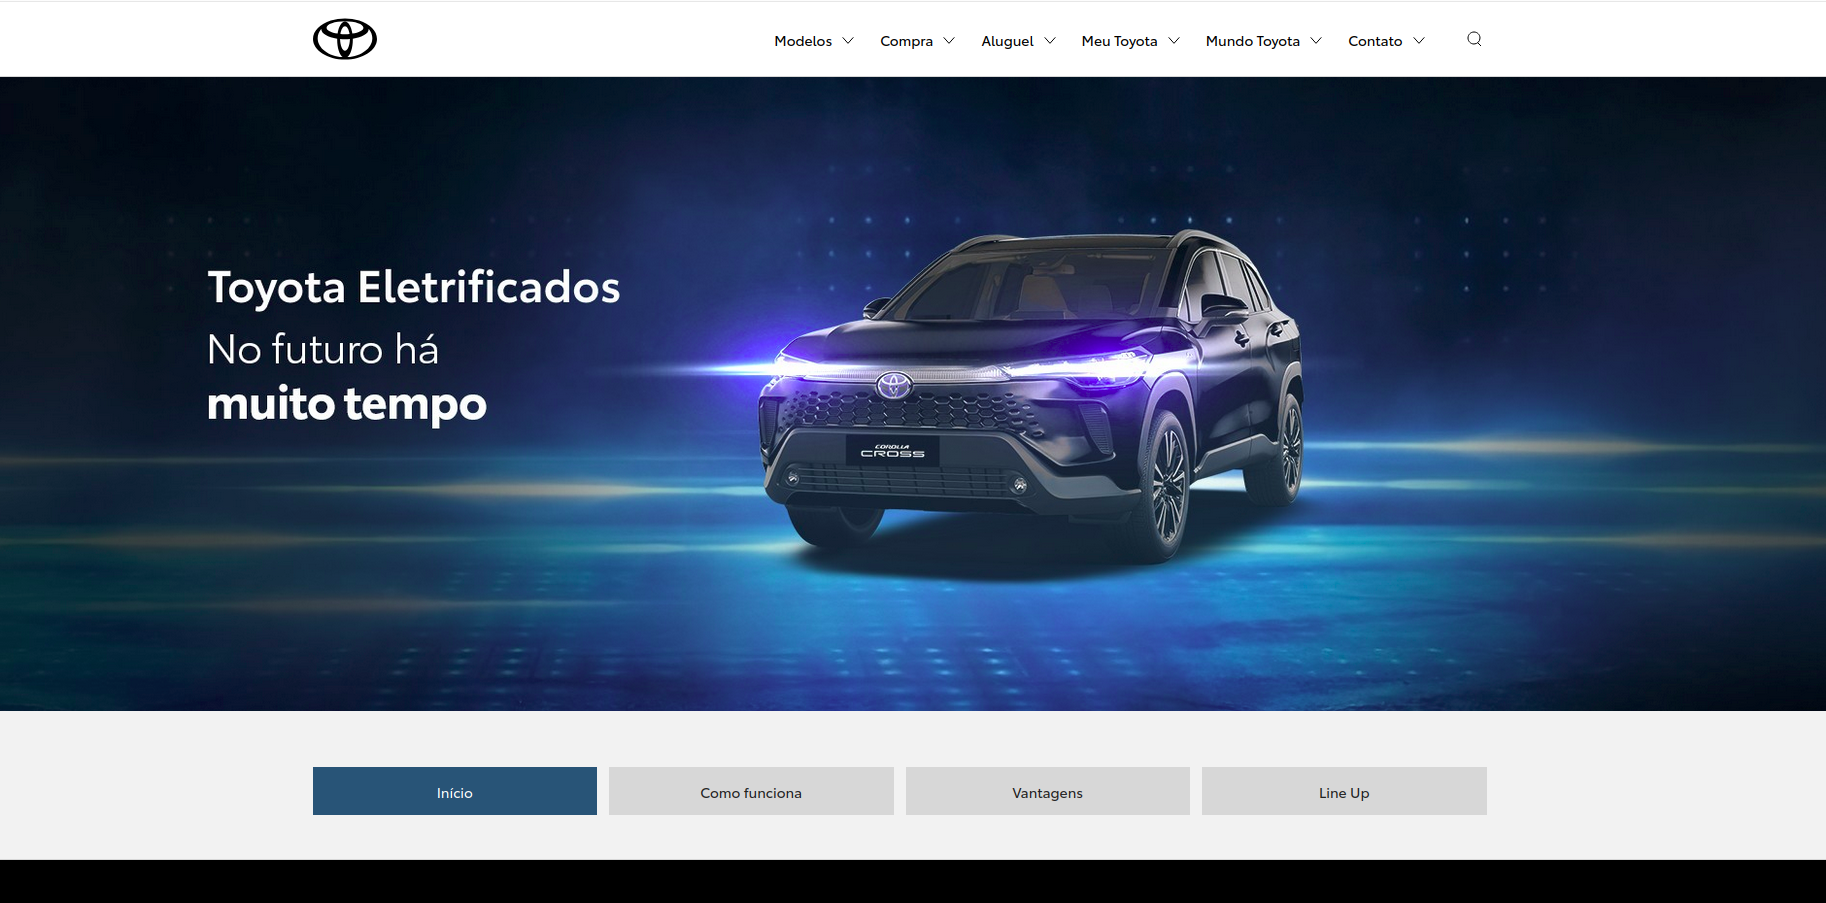 Modelos Compra Aluguel Meu Toyota Mundo Toyota Contato
Toyota Eletrificados
No futuro há
muito tempo
COROLLA
CROSS
Início Como funciona Vantagens Line Up